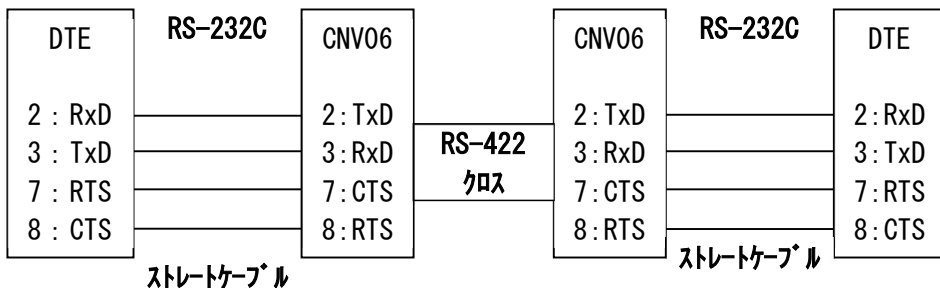 RS-232C
RS-232C
DTE
CNV06
CNV06
DTE
2 : RxD
2:TxD
2:TxD
2:RxD
3 : TxD
3:RxD
RS-422
3:RxD
3:TxD
7 : RTS
7:CTS
クロス
7:CTS
7:RTS
8 : CTS
8:RTS
8:RTS
8:CTS
ストレートケーブル
ストレートケーブル